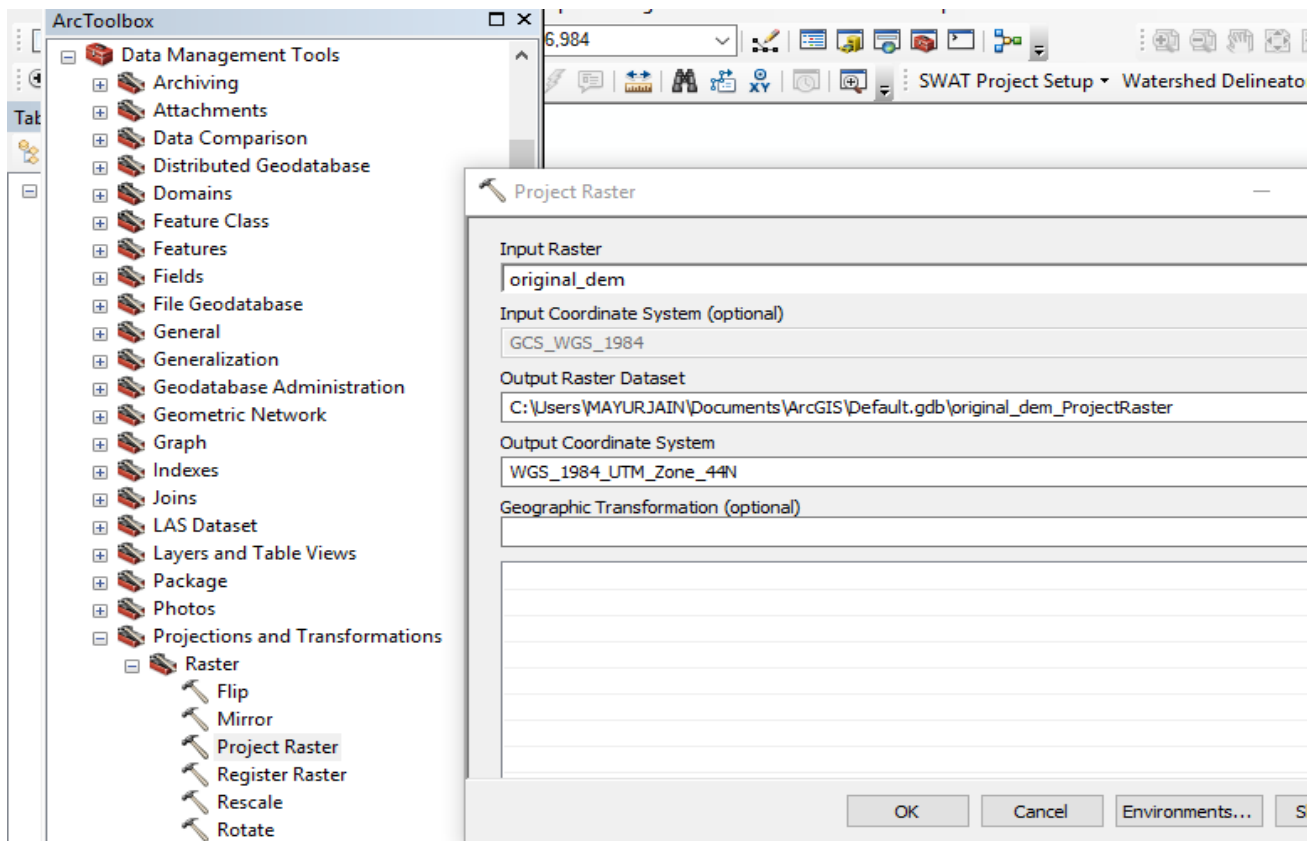 ArcToolbox
Data Management Tools
Archiving
Attachments
Data Comparison
Distributed Geodatabase
Domains
Feature Class
Features
Fields
File Geodatabase
General
Generalization
Geodatabase Administration
Geometric Network
Graph
Indexes
Joins
LAS Dataset
Layers and Table Views
Package
Photos
Projections and Transformations
Raster
Flip
Mirror
Project Raster
Register Raster
Rescale
Rotate
Tab
6,984
XY
SWAT Project Setup Watershed Delineato
Project Raster
Input Raster
original_dem
Input Coordinate System (optional)
GCS_WGS_1984
Output Raster Dataset
C:\Users\MAYURJAIN\Documents\ArcGIS\Default.gdb\original_dem_ProjectRaster
Output Coordinate System
WGS_1984_UTM_Zone_44N
Geographic Transformation (optional)
OK Cancel Environments...